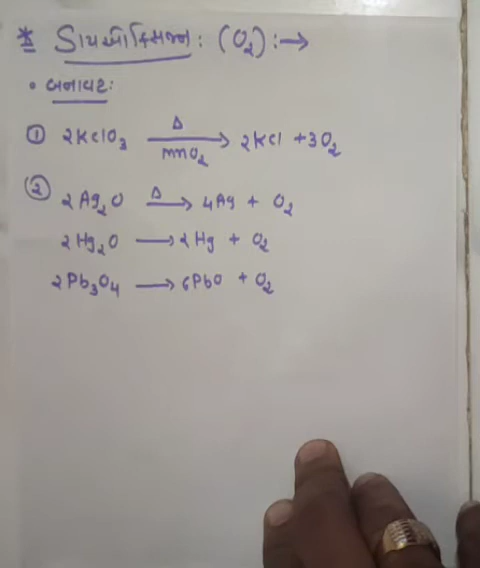 * ડાયઓક્સિજન : (O₂) :→
• બનાવટ :
① 2KClO₃ —Δ/MnO₂→ 2KCl + 3O₂
② 2Ag₂O —Δ→ 4Ag + O₂
2Hg₂O → 2Hg + O₂
2Pb₃O₄ → 6PbO + O₂